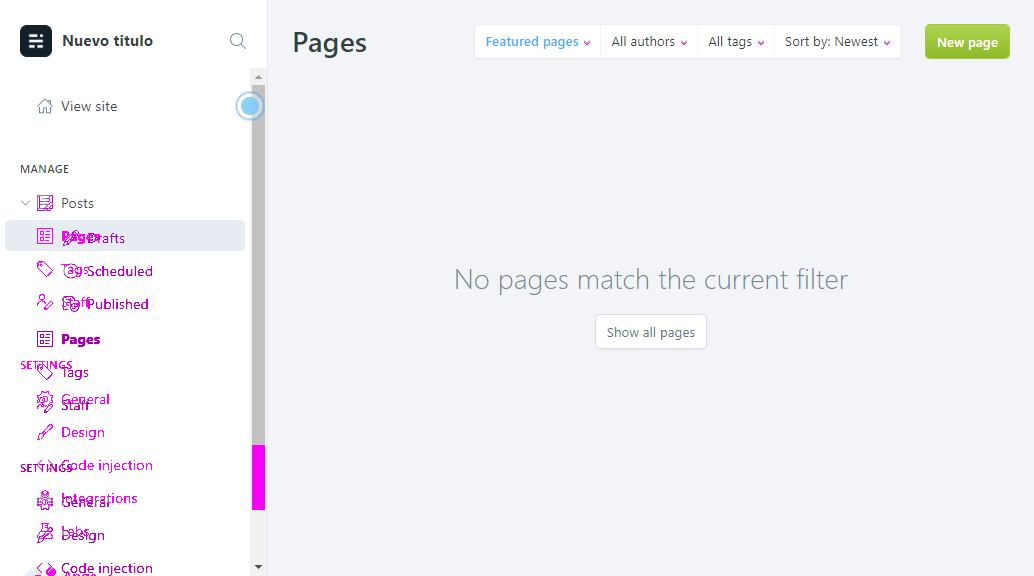 Nuevo titulo
Pages
Featured pages
All authors
All tags
Sort by: Newest
New page
View site
MANAGE
Posts
Pages
Drafts
Tags
Scheduled
Staff
Published
Pages
SETTINGS
Tags
General
Staff
Design
Code injection
SETTINGS
Integrations
General
Labs
Design
Code injection
No pages match the current filter
Show all pages